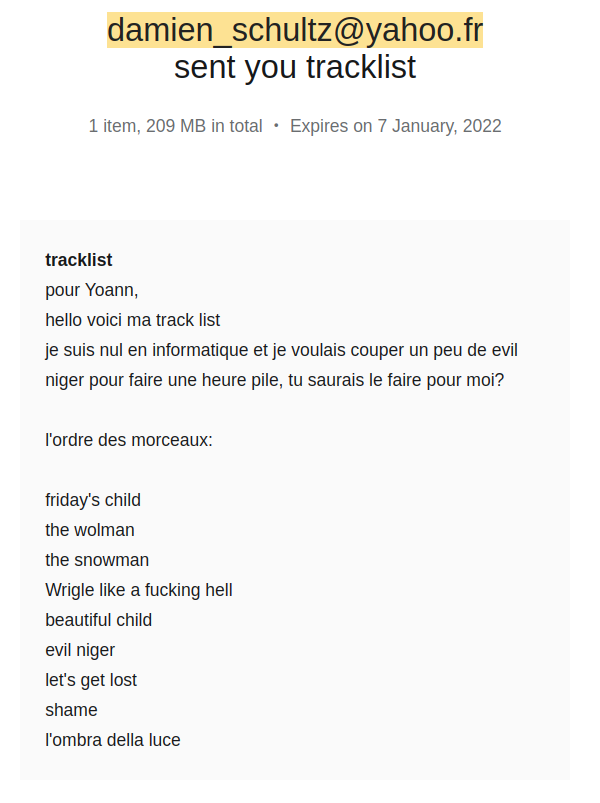 damien_schultz@yahoo.fr
sent you tracklist
1 item, 209 MB in total • Expires on 7 January, 2022
tracklist
pour Yoann,
hello voici ma track list
je suis nul en informatique et je voulais couper un peu de evil
niger pour faire une heure pile, tu saurais le faire pour moi?
l'ordre des morceaux:
friday's child
the wolman
the snowman
Wrigle like a fucking hell
beautiful child
evil niger
let's get lost
shame
l'ombra della luce